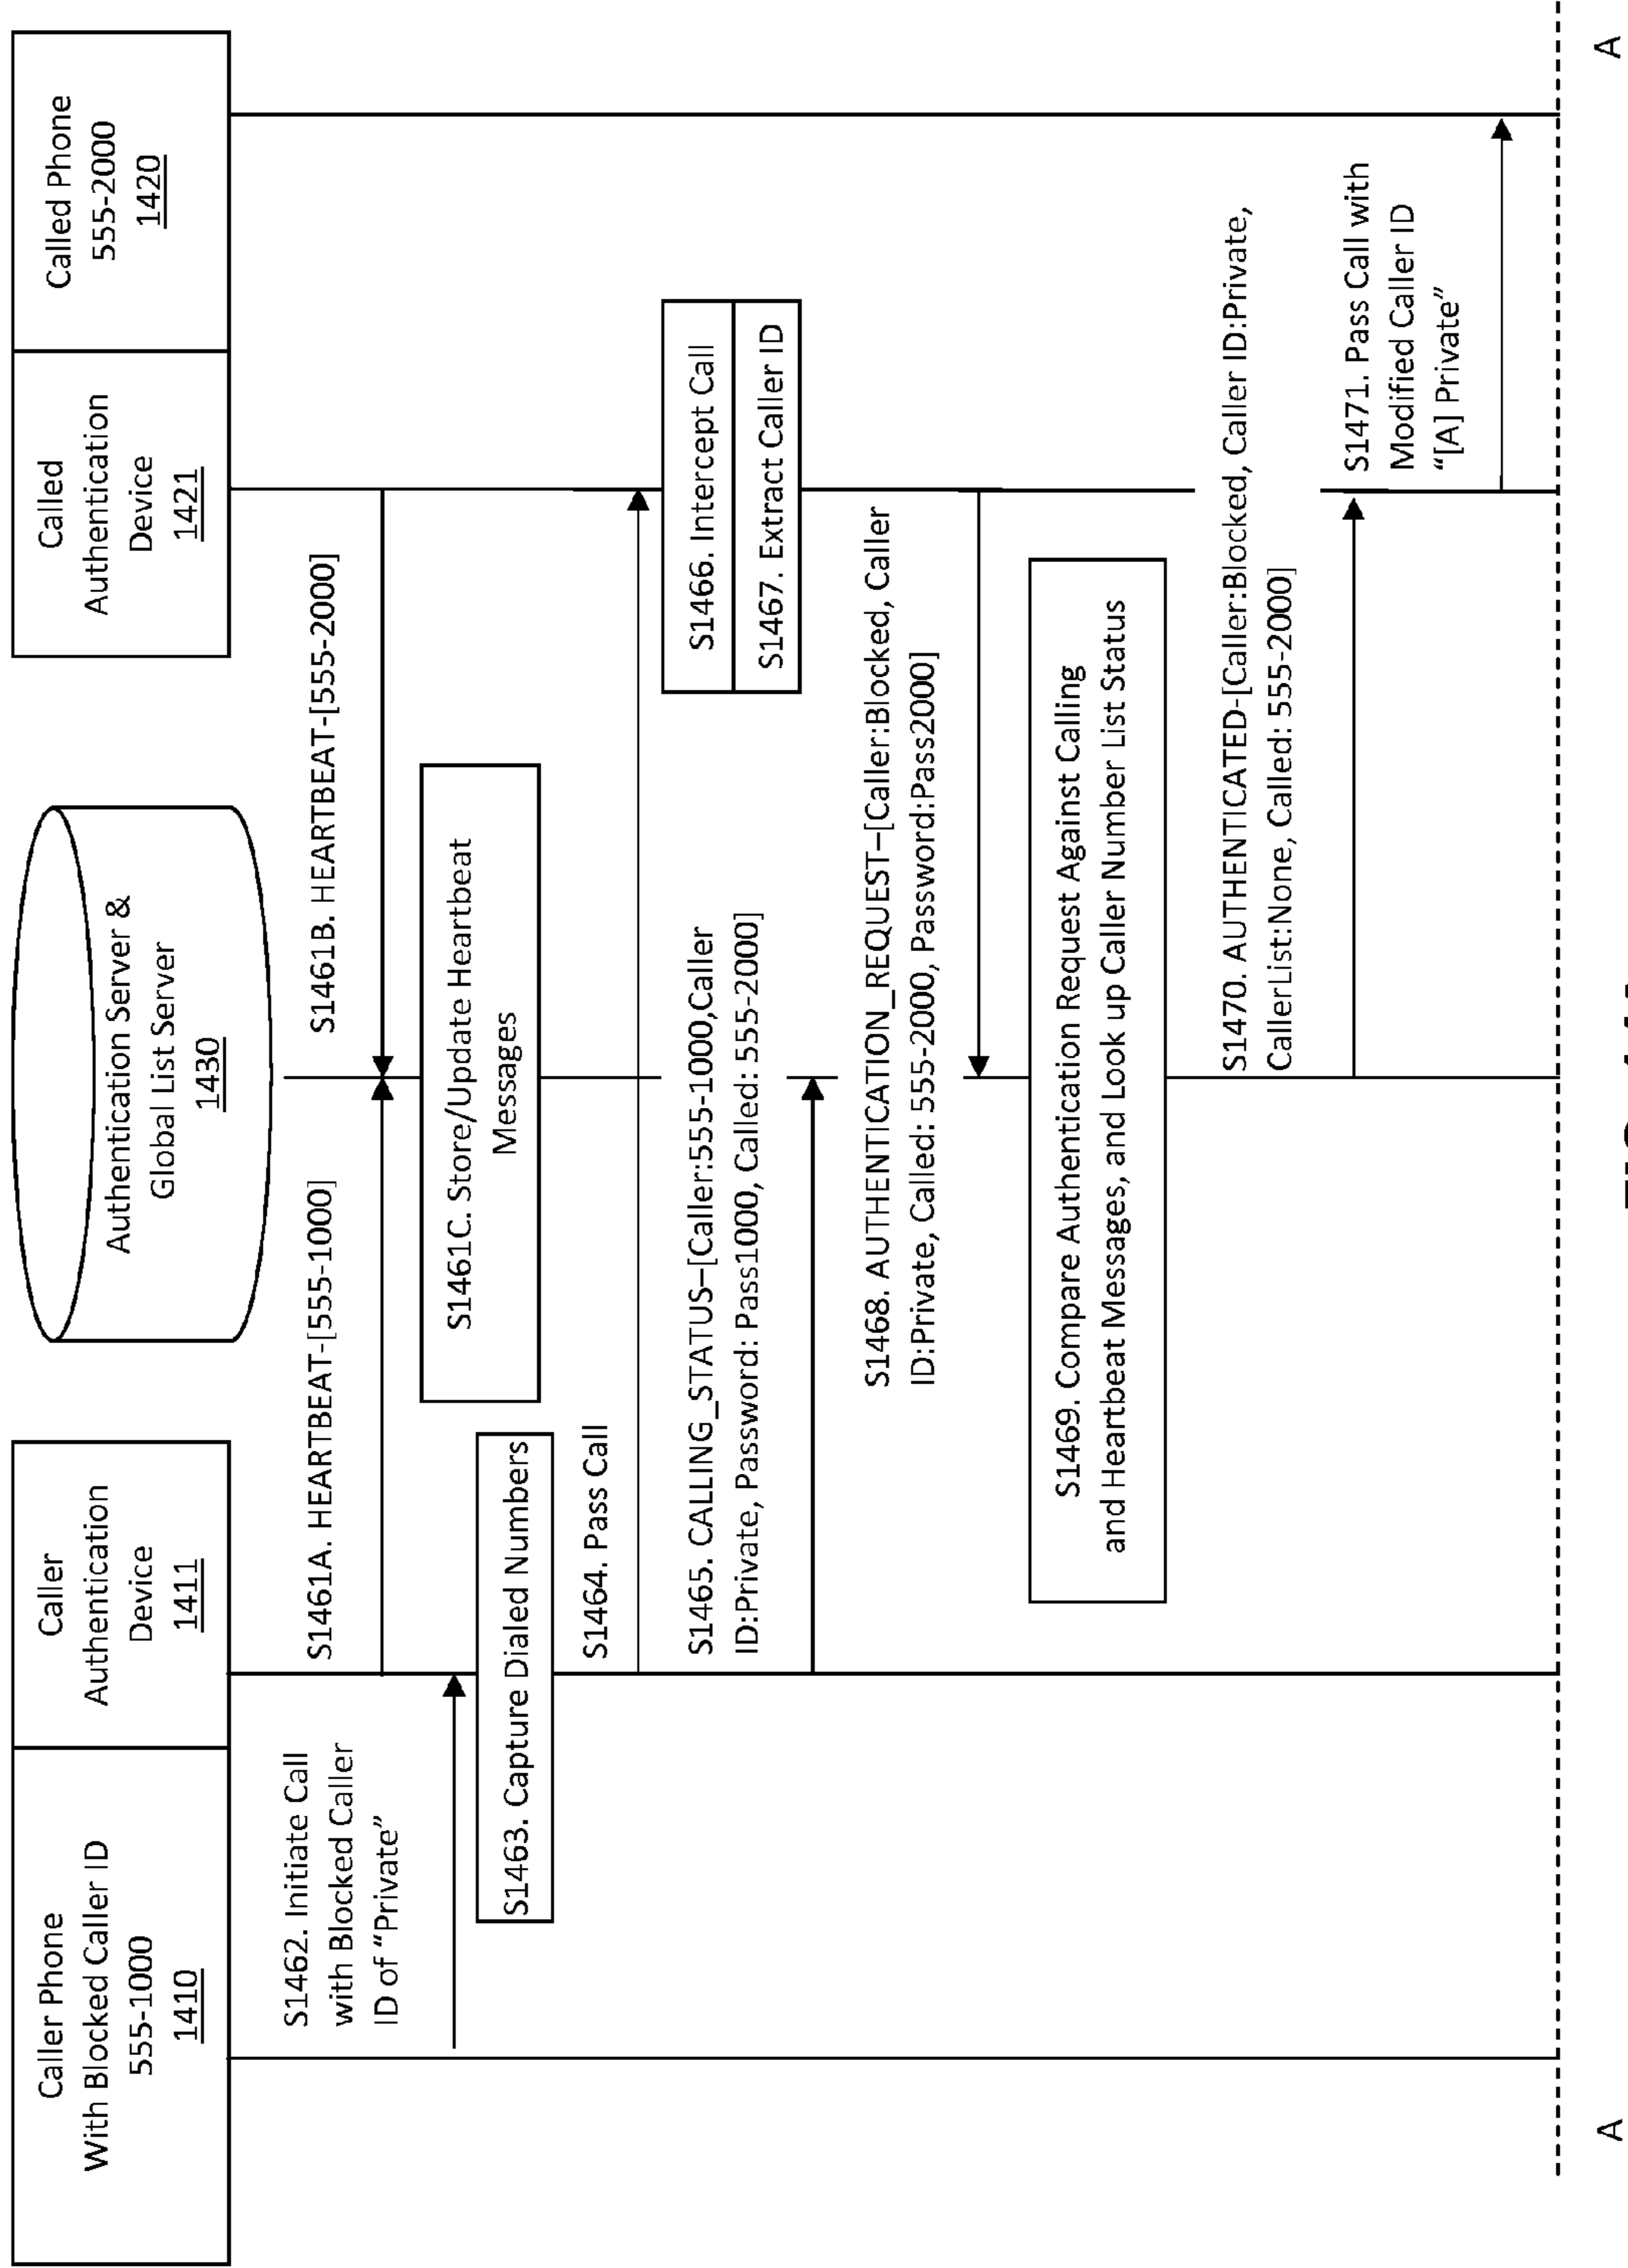 Caller Phone
With Blocked Caller ID
555-1000
1410
Caller
Authentication
Device
1411
Authentication Server &
Global List Server
1430
Called
Authentication
Device
1421
Called Phone
555-2000
1420
S1461A. HEARTBEAT-[555-1000]
S1461B. HEARTBEAT-[555-2000]
S1462. Initiate Call
with Blocked Caller
ID of “Private”
S1461C. Store/Update Heartbeat
Messages
S1463. Capture Dialed Numbers
S1464. Pass Call
S1466. Intercept Call
S1467. Extract Caller ID
S1465. CALLING_STATUS–[Caller:555-1000,Caller
ID:Private, Password: Pass1000, Called: 555-2000]
S1468. AUTHENTICATION_REQUEST–[Caller:Blocked, Caller
ID:Private, Called: 555-2000, Password:Pass2000]
S1469. Compare Authentication Request Against Calling
and Heartbeat Messages, and Look up Caller Number List Status
S1470. AUTHENTICATED-[Caller:Blocked, Caller ID:Private,
CallerList:None, Called: 555-2000]
S1471. Pass Call with
Modified Caller ID
“[A] Private”
A
A